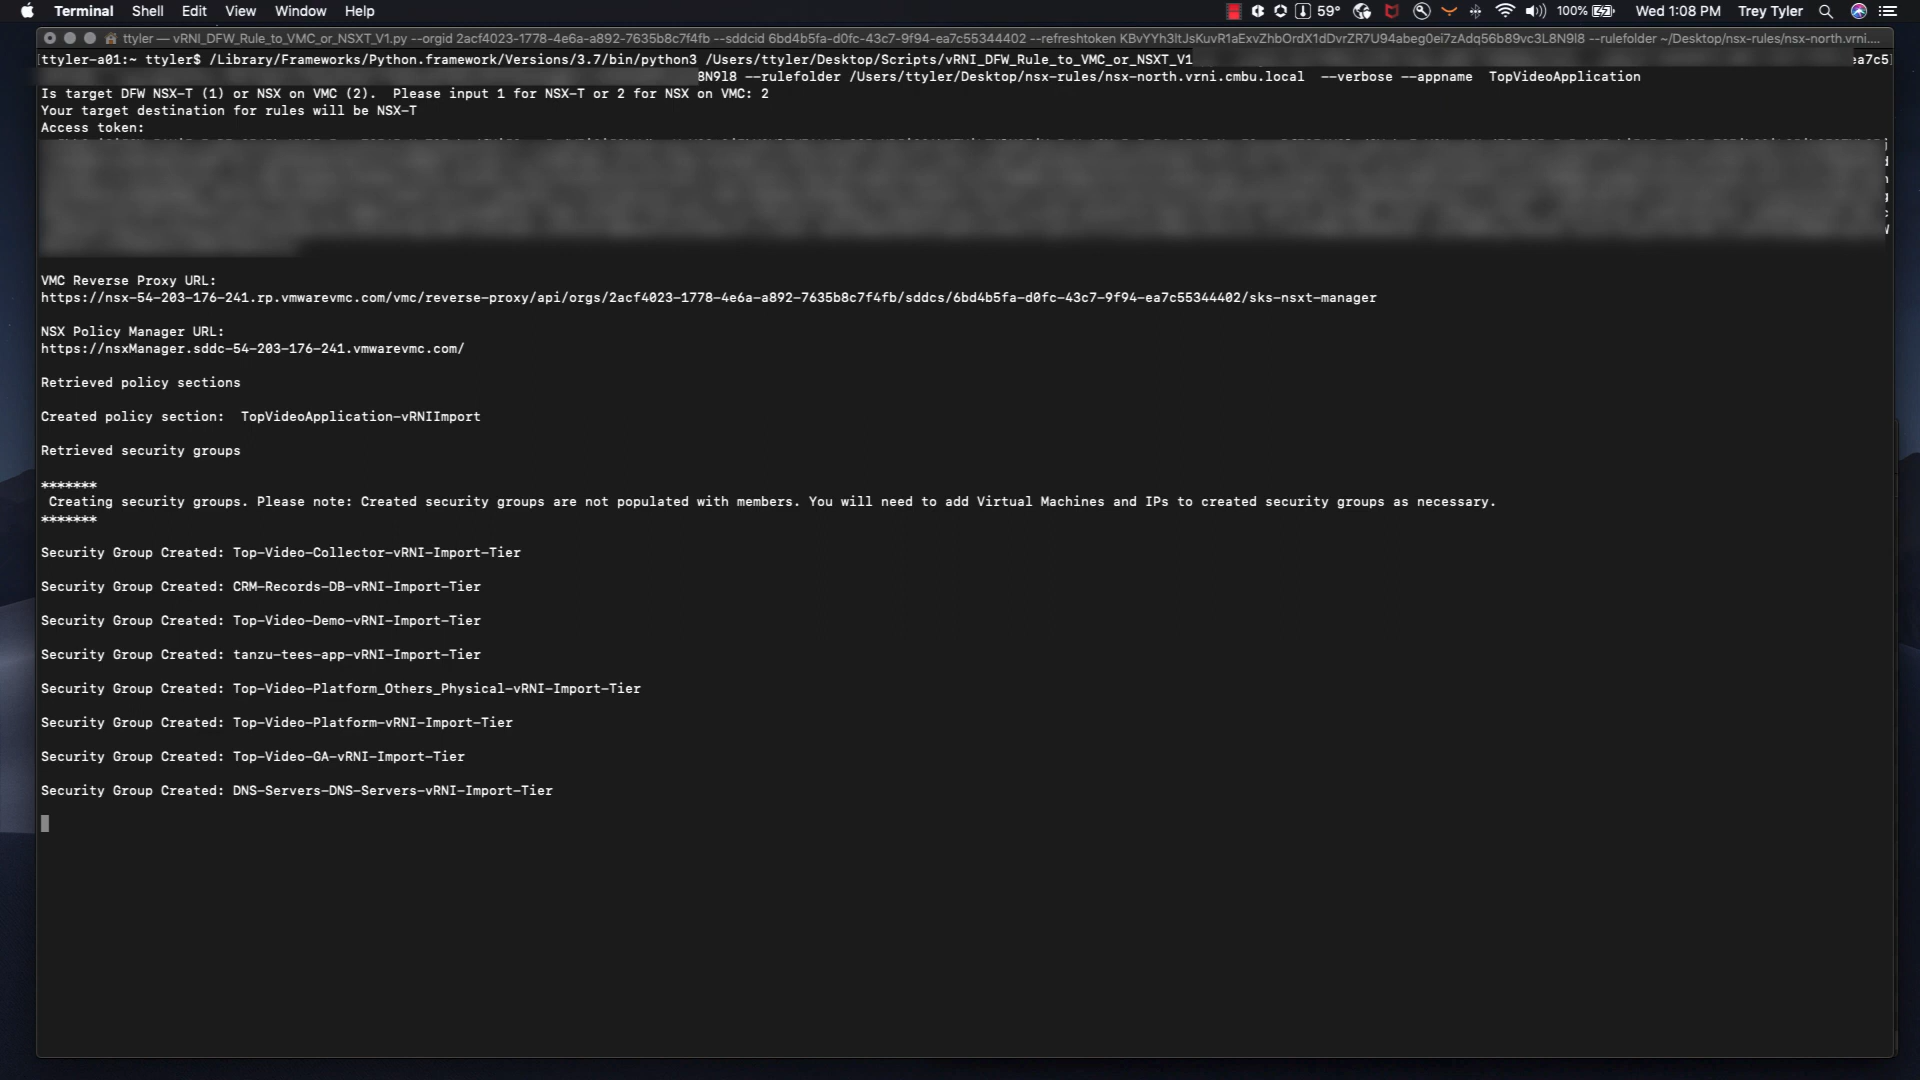 Terminal Shell Edit View Window Help 59° 100% Wed 1:08 PM Trey Tyler
ttyler — vRNI_DFW_Rule_to_VMC_or_NSXT_V1.py --orgid 2acf4023-1778-4e6a-a892-7635b8c7f4fb --sddcid 6bd4b5fa-d0fc-43c7-9f94-ea7c55344402 --refreshtoken KBvYYh3ltJsKuvR1aExvZhbOrdX1dDvrZR7U94abeg0ei7zAdq56b89vc3L8N9l8 --rulefolder ~/Desktop/nsx-rules/nsx-north.vrni....
[ttyler-a01:~ ttyler$ /Library/Frameworks/Python.framework/Versions/3.7/bin/python3 /Users/ttyler/Desktop/Scripts/vRNI_DFW_Rule_to_VMC_or_NSXT_V1 ea7c5]
8N9l8 --rulefolder /Users/ttyler/Desktop/nsx-rules/nsx-north.vrni.cmbu.local --verbose --appname TopVideoApplication
Is target DFW NSX-T (1) or NSX on VMC (2). Please input 1 for NSX-T or 2 for NSX on VMC: 2
Your target destination for rules will be NSX-T
Access token:
VMC Reverse Proxy URL:
https://nsx-54-203-176-241.rp.vmwarevmc.com/vmc/reverse-proxy/api/orgs/2acf4023-1778-4e6a-a892-7635b8c7f4fb/sddcs/6bd4b5fa-d0fc-43c7-9f94-ea7c55344402/sks-nsxt-manager
NSX Policy Manager URL:
https://nsxManager.sddc-54-203-176-241.vmwarevmc.com/
Retrieved policy sections
Created policy section: TopVideoApplication-vRNIImport
Retrieved security groups
*******
Creating security groups. Please note: Created security groups are not populated with members. You will need to add Virtual Machines and IPs to created security groups as necessary.
*******
Security Group Created: Top-Video-Collector-vRNI-Import-Tier
Security Group Created: CRM-Records-DB-vRNI-Import-Tier
Security Group Created: Top-Video-Demo-vRNI-Import-Tier
Security Group Created: tanzu-tees-app-vRNI-Import-Tier
Security Group Created: Top-Video-Platform_Others_Physical-vRNI-Import-Tier
Security Group Created: Top-Video-Platform-vRNI-Import-Tier
Security Group Created: Top-Video-GA-vRNI-Import-Tier
Security Group Created: DNS-Servers-DNS-Servers-vRNI-Import-Tier